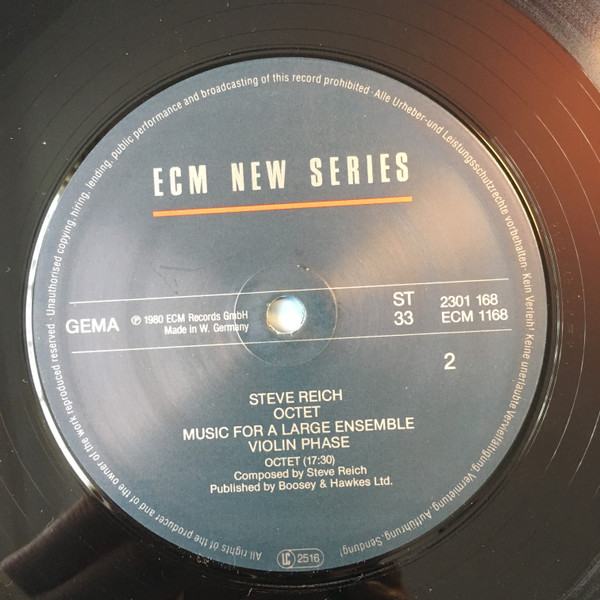 ECM NEW SERIES
GEMA
℗ 1980 ECM Records GmbH
Made in W. Germany
ST
33
2301 168
ECM 1168
2
STEVE REICH
OCTET
MUSIC FOR A LARGE ENSEMBLE
VIOLIN PHASE
OCTET (17:30)
Composed by Steve Reich
Published by Boosey & Hawkes Ltd.
All rights of the producer and of the owner of the work reproduced reserved · Unauthorised copying, hiring, lending, public performance and broadcasting of this record prohibited · Alle Urheber- und Leistungsschutzrechte vorbehalten · Kein Verleih! Keine unerlaubte Vervielfältigung, Vermietung, Aufführung, Sendung!
LC 2516